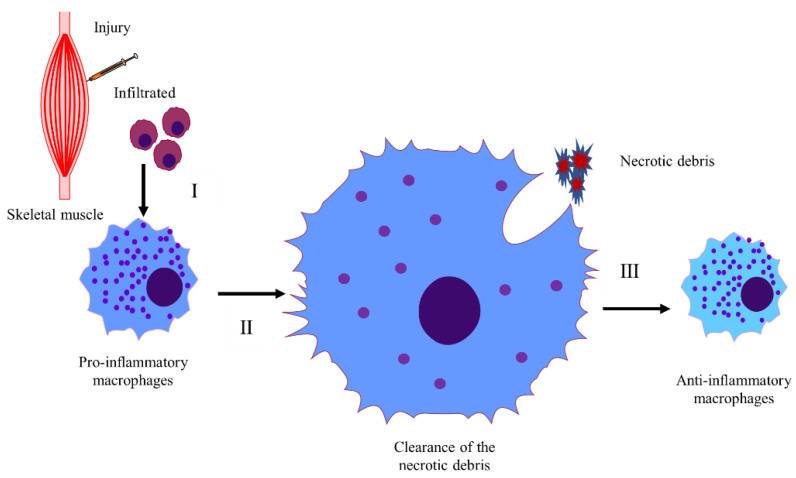 Injury
Infiltrated
Skeletal muscle
I
Pro-inflammatory
macrophages
II
Necrotic debris
Clearance of the
necrotic debris
III
Anti-inflammatory
macrophages